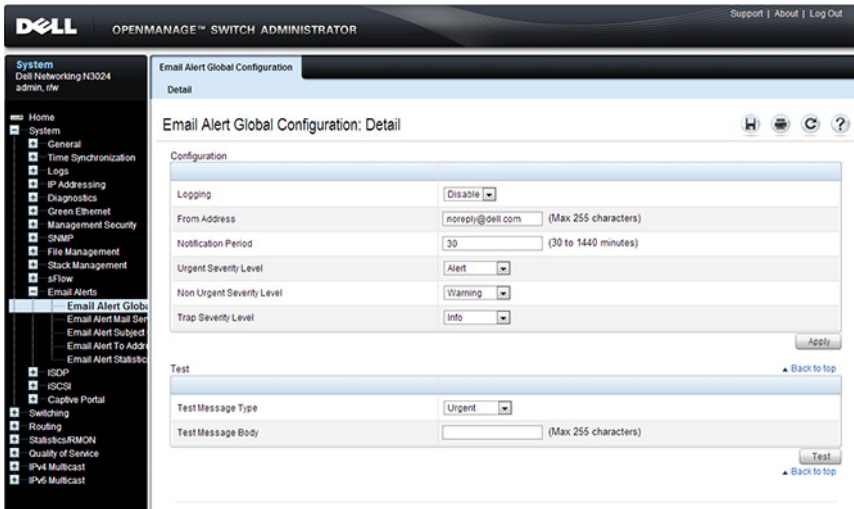 Support | About | Log Out
DELL OPENMANAGE™ SWITCH ADMINISTRATOR
System
Dell Networking N3024
admin, r/w
Home
System
General
Time Synchronization
Logs
IP Addressing
Diagnostics
Green Ethernet
Management Security
SNMP
File Management
Stack Management
sFlow
Email Alerts
Email Alert Globa
Email Alert Mail Ser
Email Alert Subject
Email Alert To Addre
Email Alert Statistic
ISDP
iSCSI
Captive Portal
Switching
Routing
Statistics/RMON
Quality of Service
IPv4 Multicast
IPv6 Multicast
Email Alert Global Configuration
Detail
Email Alert Global Configuration: Detail
Configuration
Logging Disable
From Address noreply@dell.com (Max 255 characters)
Notification Period 30 (30 to 1440 minutes)
Urgent Severity Level Alert
Non Urgent Severity Level Warning
Trap Severity Level Info
Apply
Test Back to top
Test Message Type Urgent
Test Message Body (Max 255 characters)
Test
Back to top